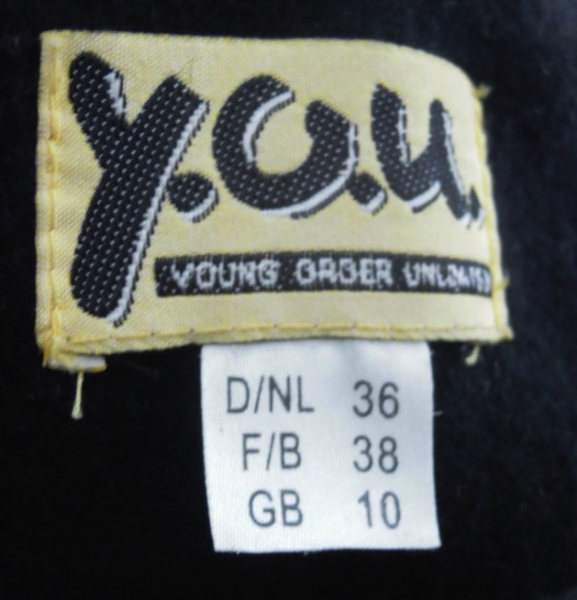 y.o.u.
YOUNG ORDER UNLIMITED
D/NL 36
F/B 38
GB 10